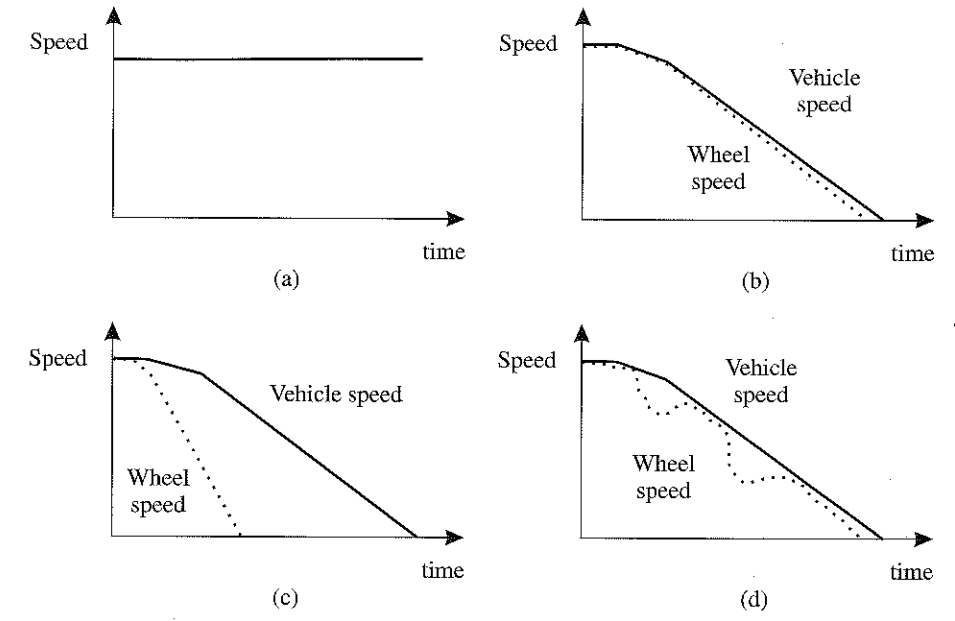 Speed
time
(a)
Speed
Vehicle
speed
Wheel
speed
time
(b)
Speed
Vehicle speed
Wheel
speed
time
(c)
Speed
Vehicle
speed
Wheel
speed
time
(d)